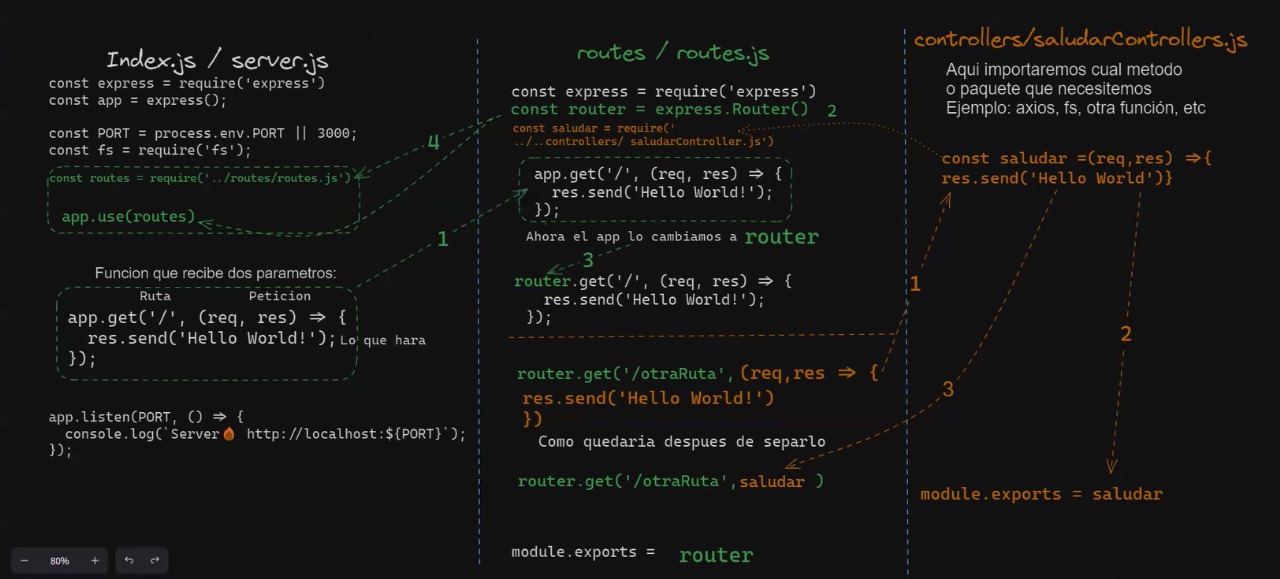 Index.js / server.js
const express = require('express')
const app = express();
const PORT = process.env.PORT || 3000;
const fs = require('fs');
const routes = require('../routes/routes.js')
app.use(routes)
4
1
Funcion que recibe dos parametros:
Ruta Peticion
app.get('/', (req, res) => {
res.send('Hello World!'); Lo que hara
});
app.listen(PORT, () => {
console.log(`Server🔥 http://localhost:${PORT}`);
});
80%
routes / routes.js
const express = require('express')
const router = express.Router() 2
const saludar = require('
../..controllers/ saludarController.js')
app.get('/', (req, res) => {
res.send('Hello World!');
});
Ahora el app lo cambiamos a router
3
router.get('/', (req, res) => {
res.send('Hello World!');
});
router.get('/otraRuta', (req,res => {
res.send('Hello World!')
})
Como quedaria despues de separlo
router.get('/otraRuta',saludar )
module.exports = router
controllers/saludarControllers.js
Aqui importaremos cual metodo
o paquete que necesitemos
Ejemplo: axios, fs, otra función, etc
const saludar =(req,res) =>{
res.send('Hello World')}
1
2
3
module.exports = saludar